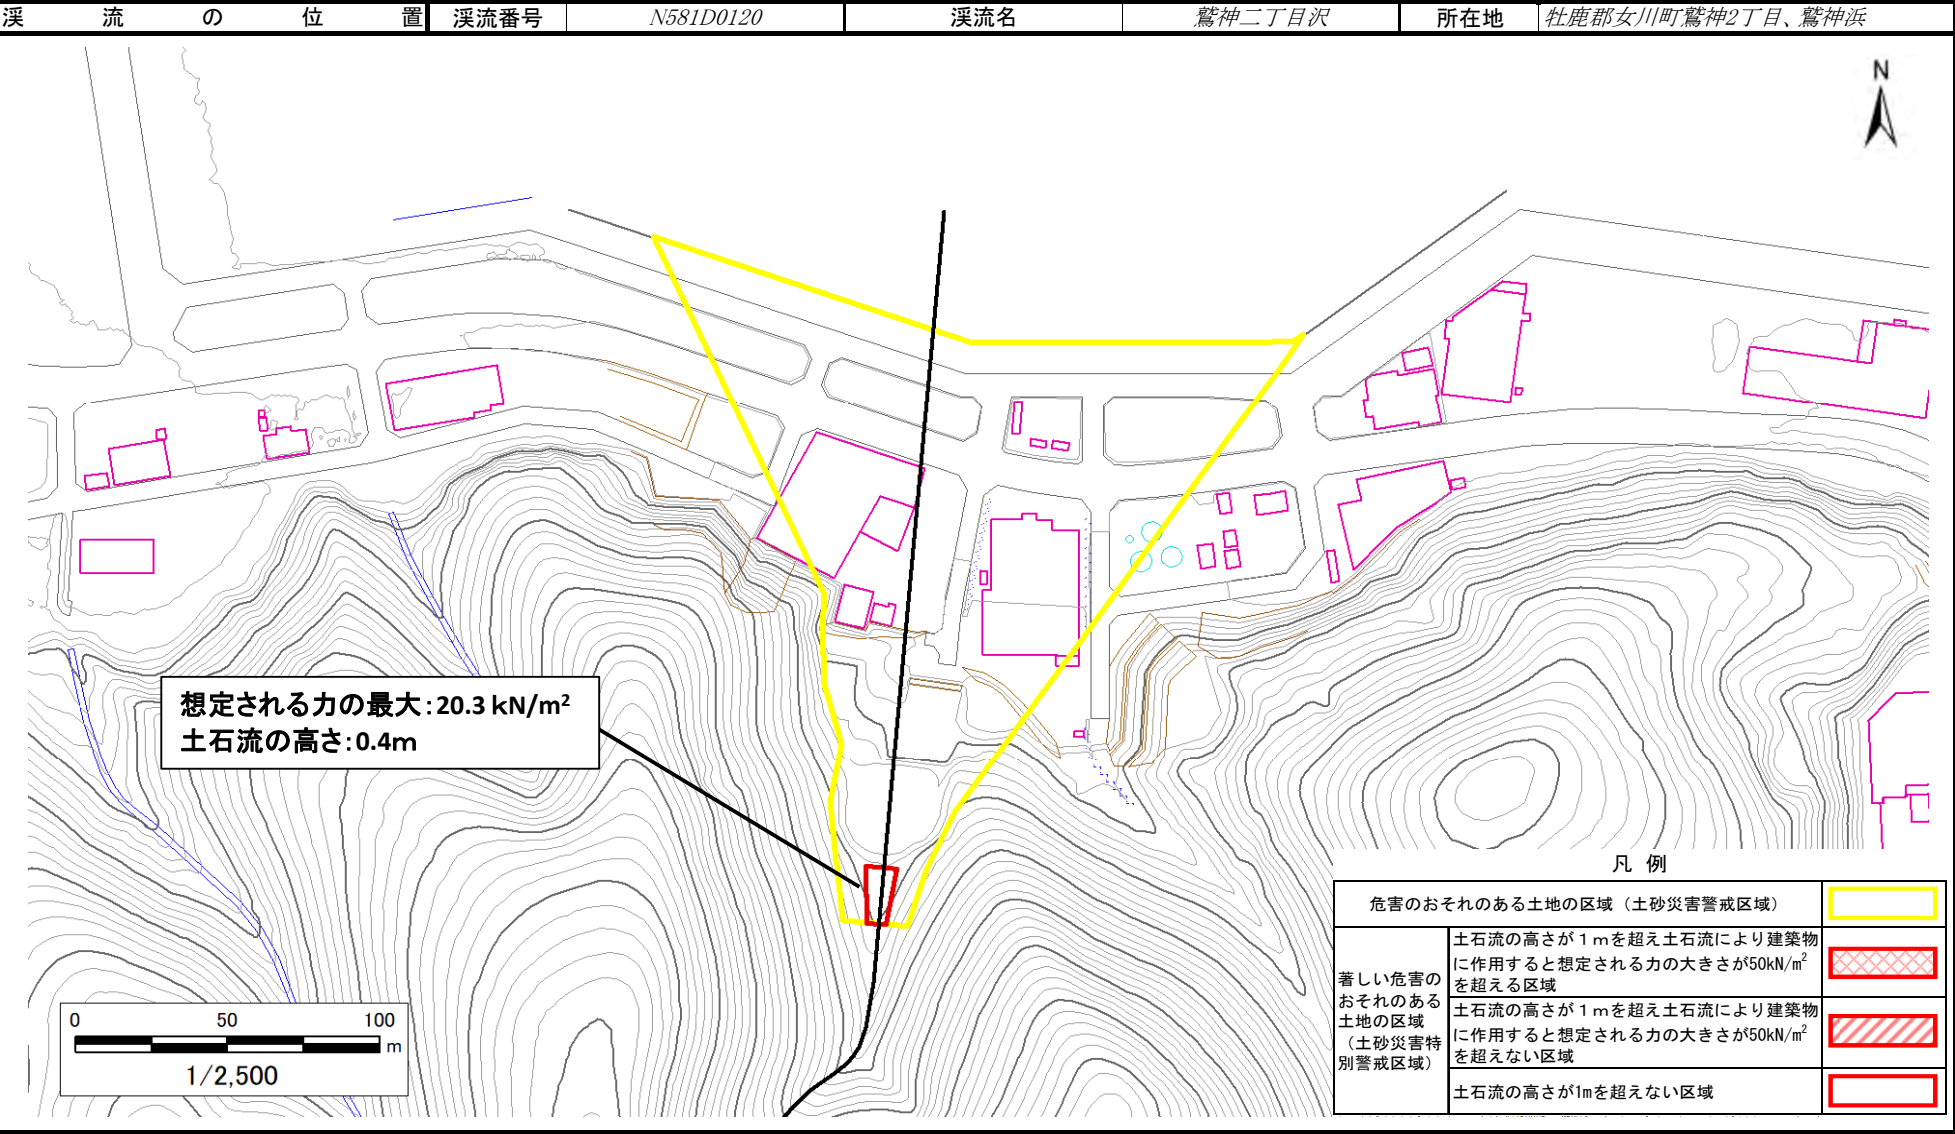 溪流の位置 溪流番号 N581D0120 溪流名 鷲神二丁目沢 所在地 牡鹿郡女川町鷲神2丁目、鷲神浜
N
想定される力の最大:20.3 kN/m²
土石流の高さ:0.4m
0 50 100
m
1/2,500
凡 例
危害のおそれのある土地の区域（土砂災害警戒区域）
著しい危害の
おそれのある
土地の区域
（土砂災害特
別警戒区域）
土石流の高さが１ｍを超え土石流により建築物
に作用すると想定される力の大きさが50kN/m²
を超える区域
土石流の高さが１ｍを超え土石流により建築物
に作用すると想定される力の大きさが50kN/m²
を超えない区域
土石流の高さが1mを超えない区域